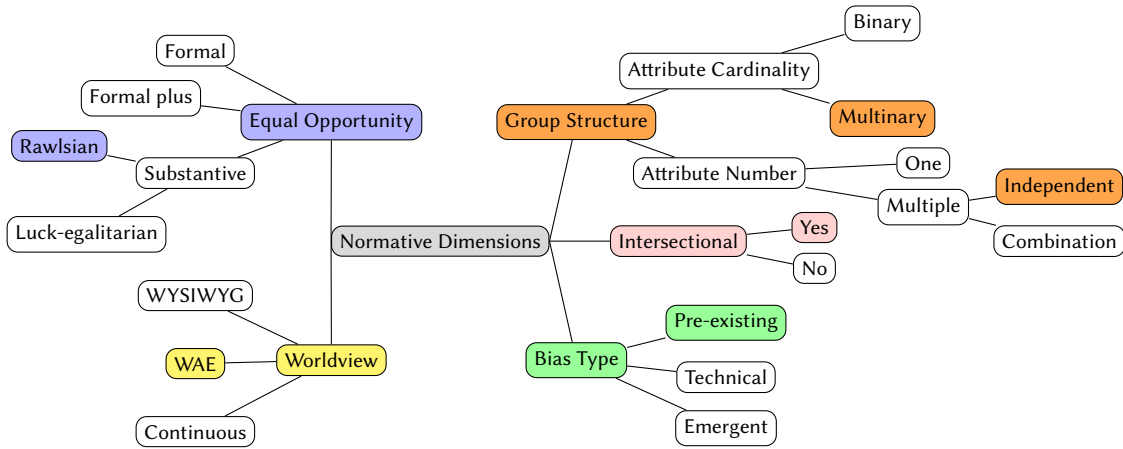 Formal
Formal plus
Equal Opportunity
Rawlsian
Substantive
Luck-egalitarian
Normative Dimensions
WYSIWYG
WAE
Worldview
Continuous
Binary
Attribute Cardinality
Group Structure
Multinary
Attribute Number
One
Multiple
Independent
Combination
Intersectional
Yes
No
Pre-existing
Bias Type
Technical
Emergent